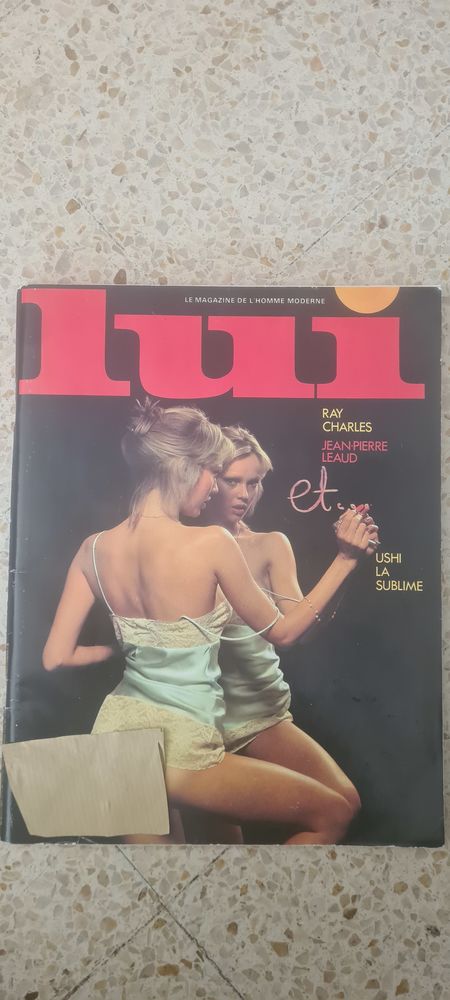 LE MAGAZINE DE L'HOMME MODERNE
lui
RAY
CHARLES
JEAN-PIERRE
LEAUD
et...
USHI
LA
SUBLIME